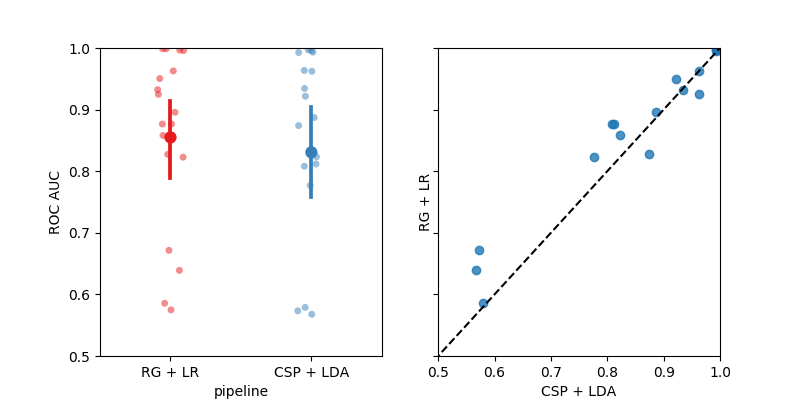 1.0
0.9
0.8
0.7
0.6
0.5
ROC AUC
RG + LR
CSP + LDA
pipeline
RG + LR
0.5
0.6
0.7
0.8
0.9
1.0
CSP + LDA